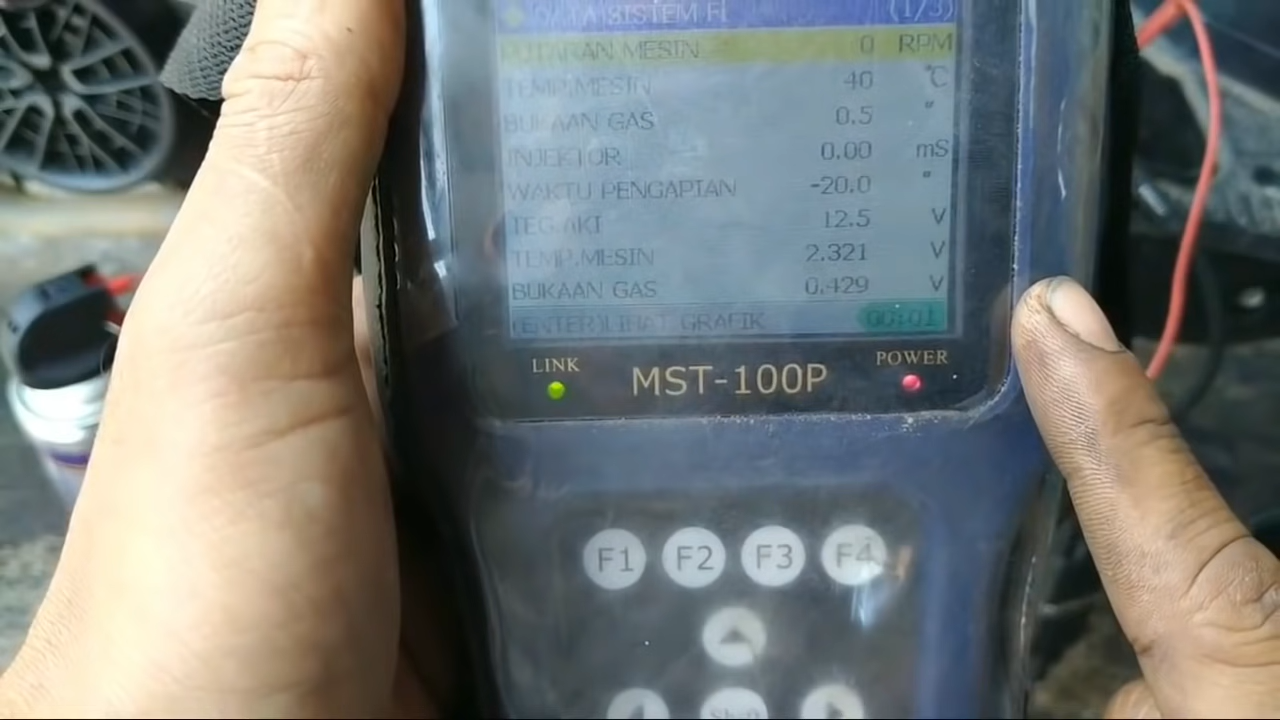 DATA SISTEM FI (1/3)
PUTARAN MESIN 0 RPM
TEMP.MESIN 40 °C
BUKAAN GAS 0.5 °
INJEKTOR 0.00 mS
WAKTU PENGAPIAN -20.0 °
TEG.AKI 12.5 V
TEMP.MESIN 2.321 V
BUKAAN GAS 0.429 V
(ENTER)LIHAT GRAFIK 00:01
LINK MST-100P POWER
F1 F2 F3 F4